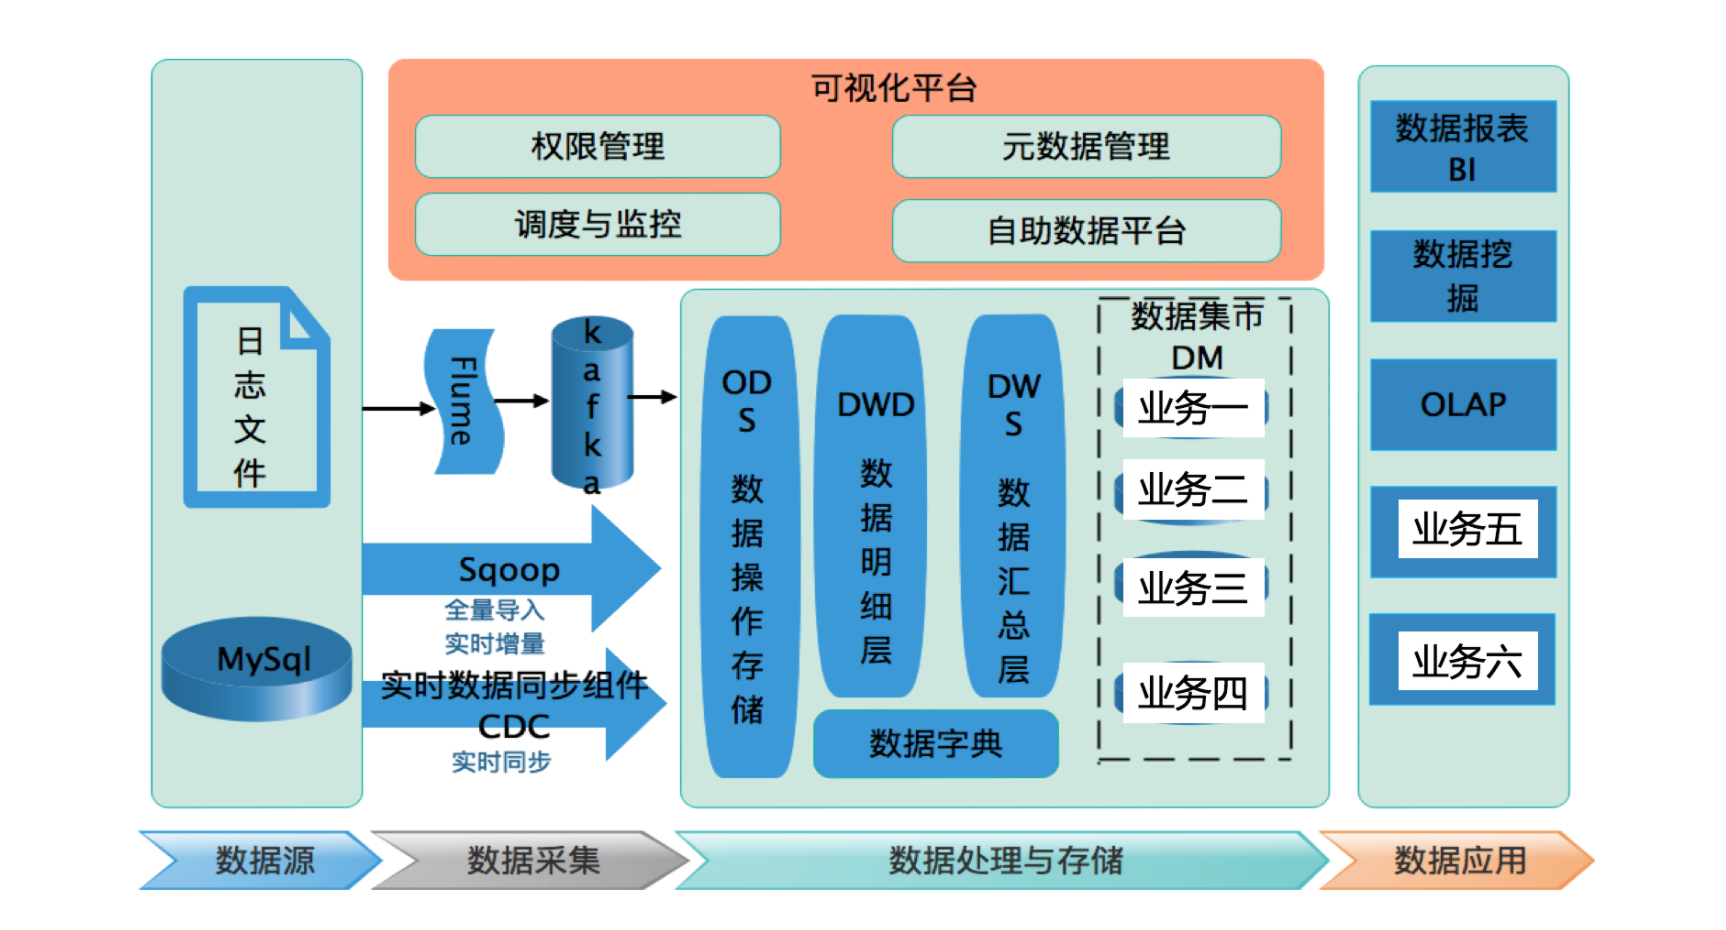 可视化平台
权限管理
元数据管理
调度与监控
自助数据平台
日
志
文
件
MySql
Flume
k
a
f
k
a
Sqoop
全量导入
实时增量
实时数据同步组件
CDC
实时同步
OD
S
数
据
操
作
存
储
DWD
数
据
明
细
层
DW
S
数
据
汇
总
层
数据字典
数据集市
DM
业务一
业务二
业务三
业务四
数据报表
BI
数据挖
掘
OLAP
业务五
业务六
数据源
数据采集
数据处理与存储
数据应用